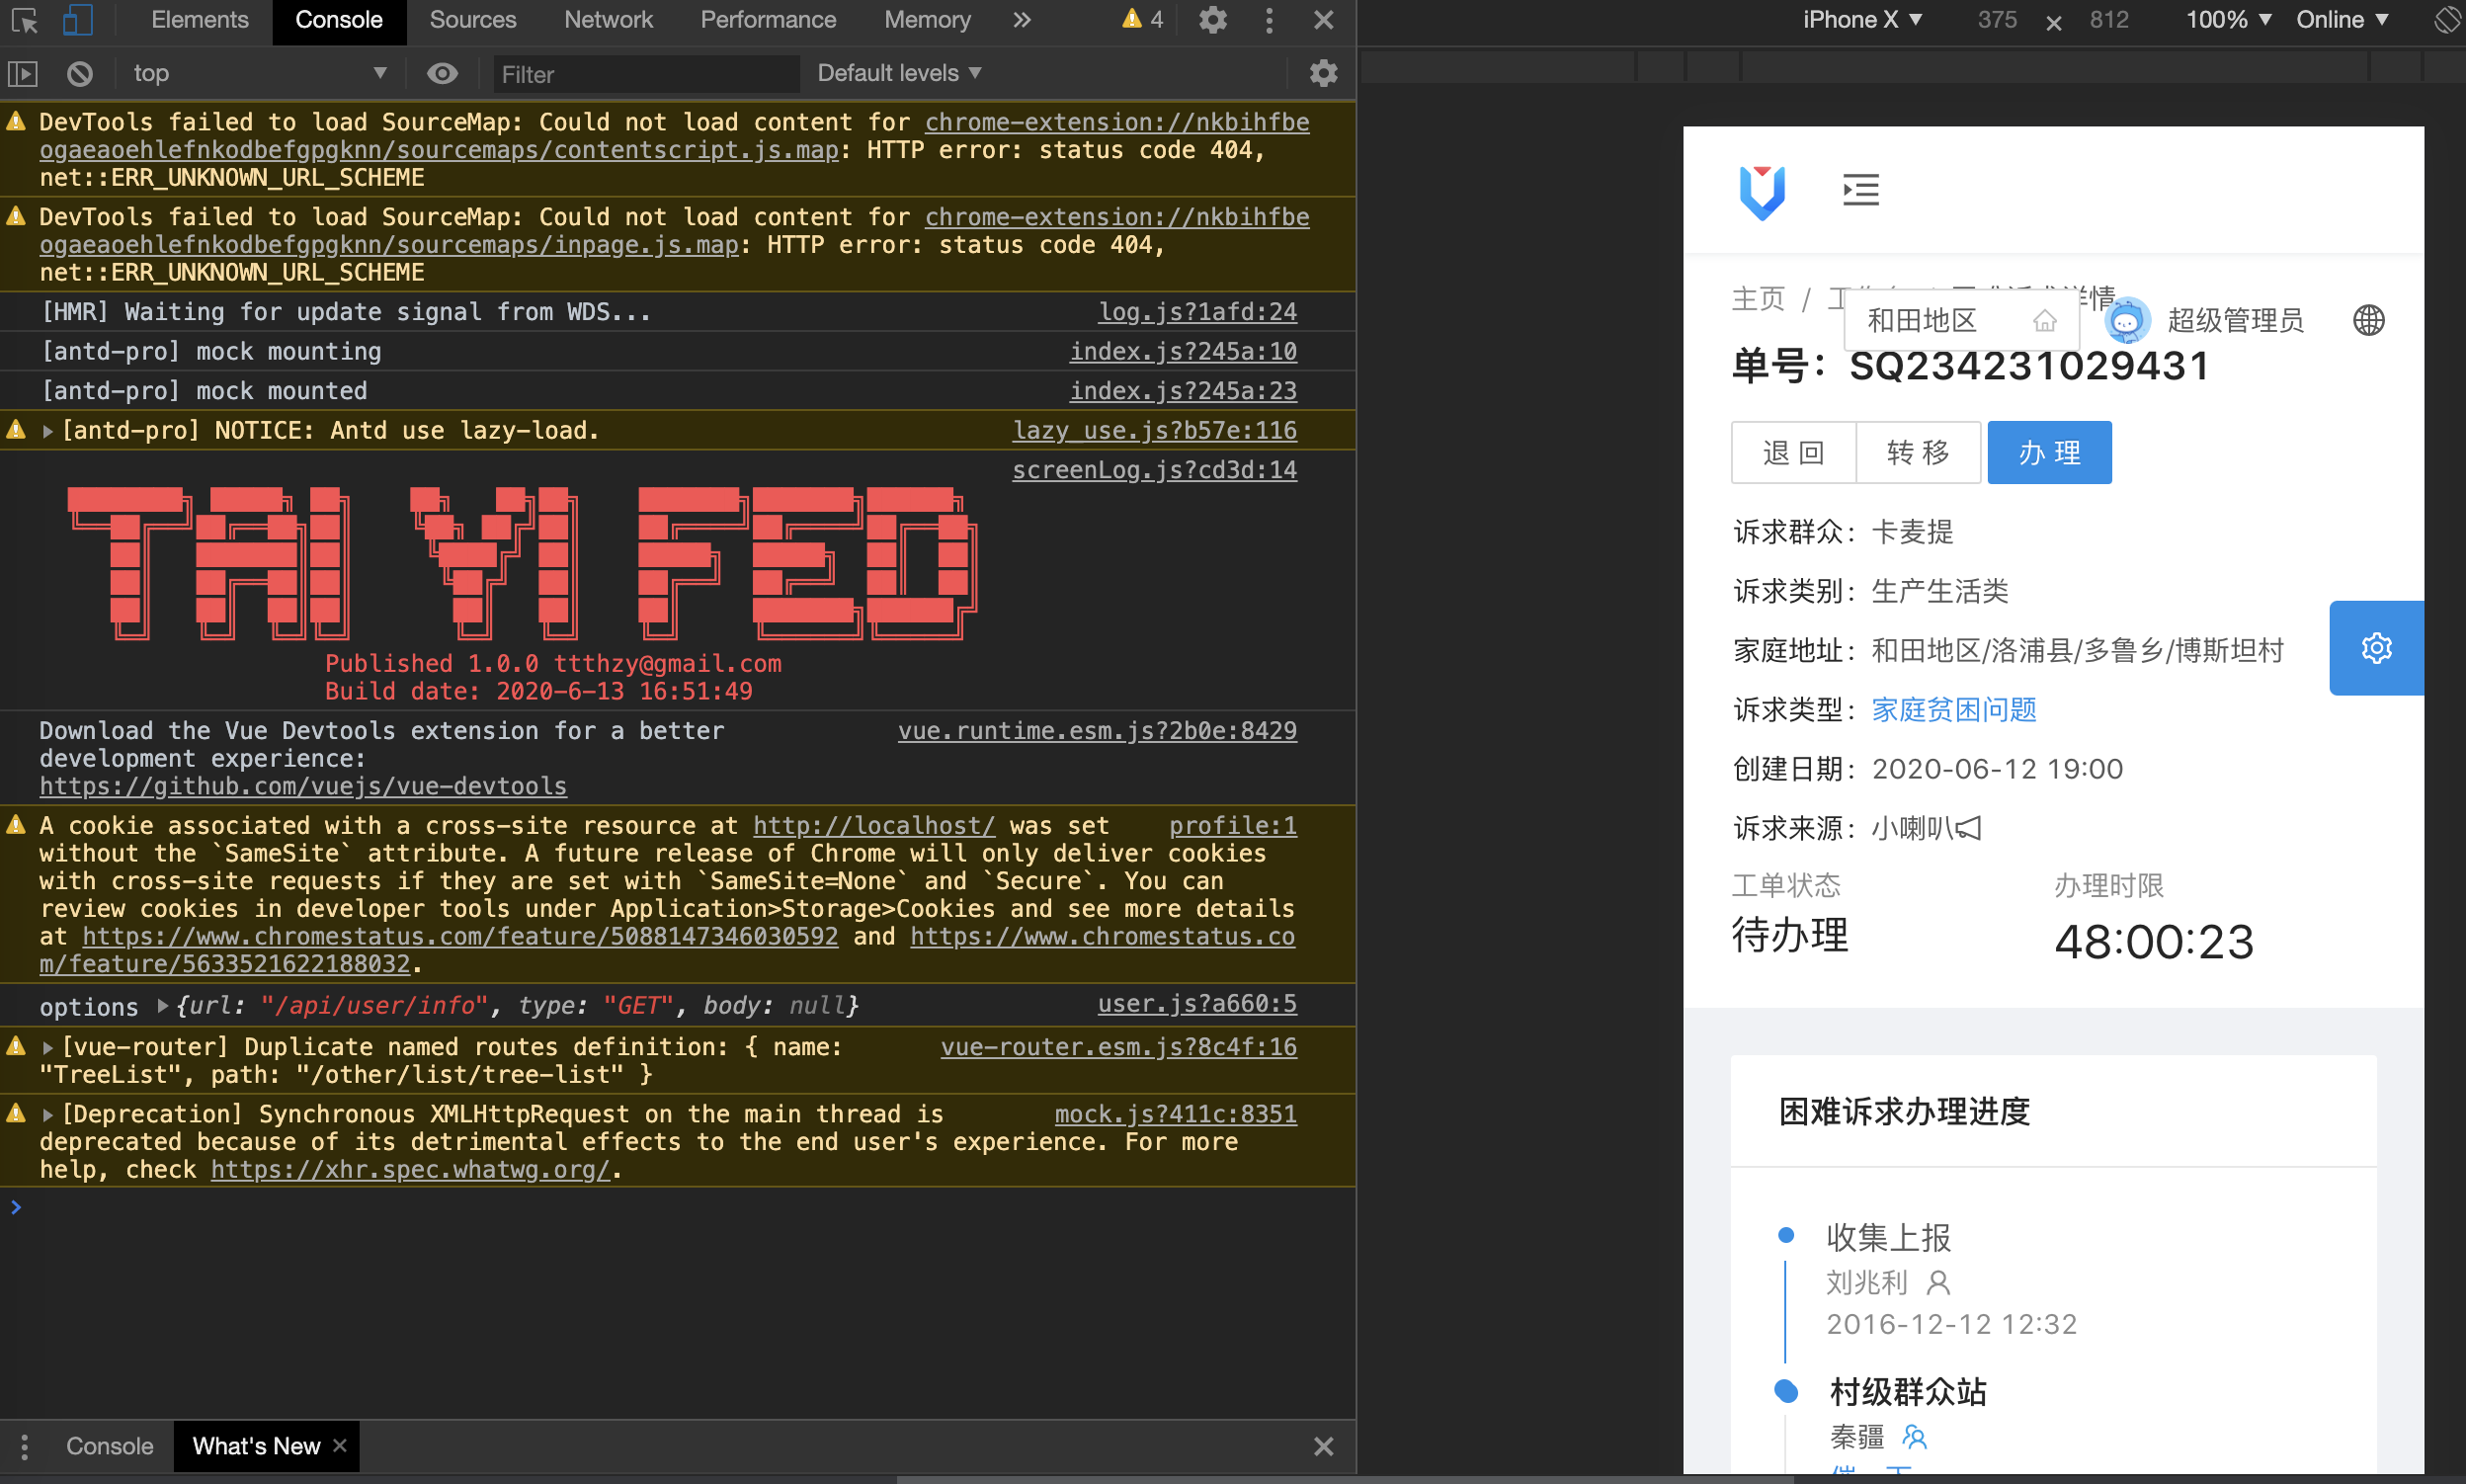 Elements Console Sources Network Performance Memory » 4
top Filter Default levels
DevTools failed to load SourceMap: Could not load content for chrome-extension://nkbihfbe
ogaeaoehlefnkodbefgpgknn/sourcemaps/contentscript.js.map: HTTP error: status code 404,
net::ERR_UNKNOWN_URL_SCHEME
DevTools failed to load SourceMap: Could not load content for chrome-extension://nkbihfbe
ogaeaoehlefnkodbefgpgknn/sourcemaps/inpage.js.map: HTTP error: status code 404,
net::ERR_UNKNOWN_URL_SCHEME
[HMR] Waiting for update signal from WDS... log.js?1afd:24
[antd-pro] mock mounting index.js?245a:10
[antd-pro] mock mounted index.js?245a:23
[antd-pro] NOTICE: Antd use lazy-load. lazy_use.js?b57e:116
screenLog.js?cd3d:14
TAI YI FED
Published 1.0.0 ttthzy@gmail.com
Build date: 2020-6-13 16:51:49
Download the Vue Devtools extension for a better vue.runtime.esm.js?2b0e:8429
development experience:
https://github.com/vuejs/vue-devtools
A cookie associated with a cross-site resource at http://localhost/ was set profile:1
without the `SameSite` attribute. A future release of Chrome will only deliver cookies
with cross-site requests if they are set with `SameSite=None` and `Secure`. You can
review cookies in developer tools under Application>Storage>Cookies and see more details
at https://www.chromestatus.com/feature/5088147346030592 and https://www.chromestatus.co
m/feature/5633521622188032.
options {url: "/api/user/info", type: "GET", body: null} user.js?a660:5
[vue-router] Duplicate named routes definition: { name: vue-router.esm.js?8c4f:16
"TreeList", path: "/other/list/tree-list" }
[Deprecation] Synchronous XMLHttpRequest on the main thread is mock.js?411c:8351
deprecated because of its detrimental effects to the end user's experience. For more
help, check https://xhr.spec.whatwg.org/.
Console What's New
iPhone X 375 × 812 100% Online
主页 /
和田地区 超级管理员
单号：SQ234231029431
退 回 转 移 办 理
诉求群众：卡麦提
诉求类别：生产生活类
家庭地址：和田地区/洛浦县/多鲁乡/博斯坦村
诉求类型：家庭贫困问题
创建日期：2020-06-12 19:00
诉求来源：小喇叭
工单状态 办理时限
待办理 48:00:23
困难诉求办理进度
收集上报
刘兆利
2016-12-12 12:32
村级群众站
秦疆